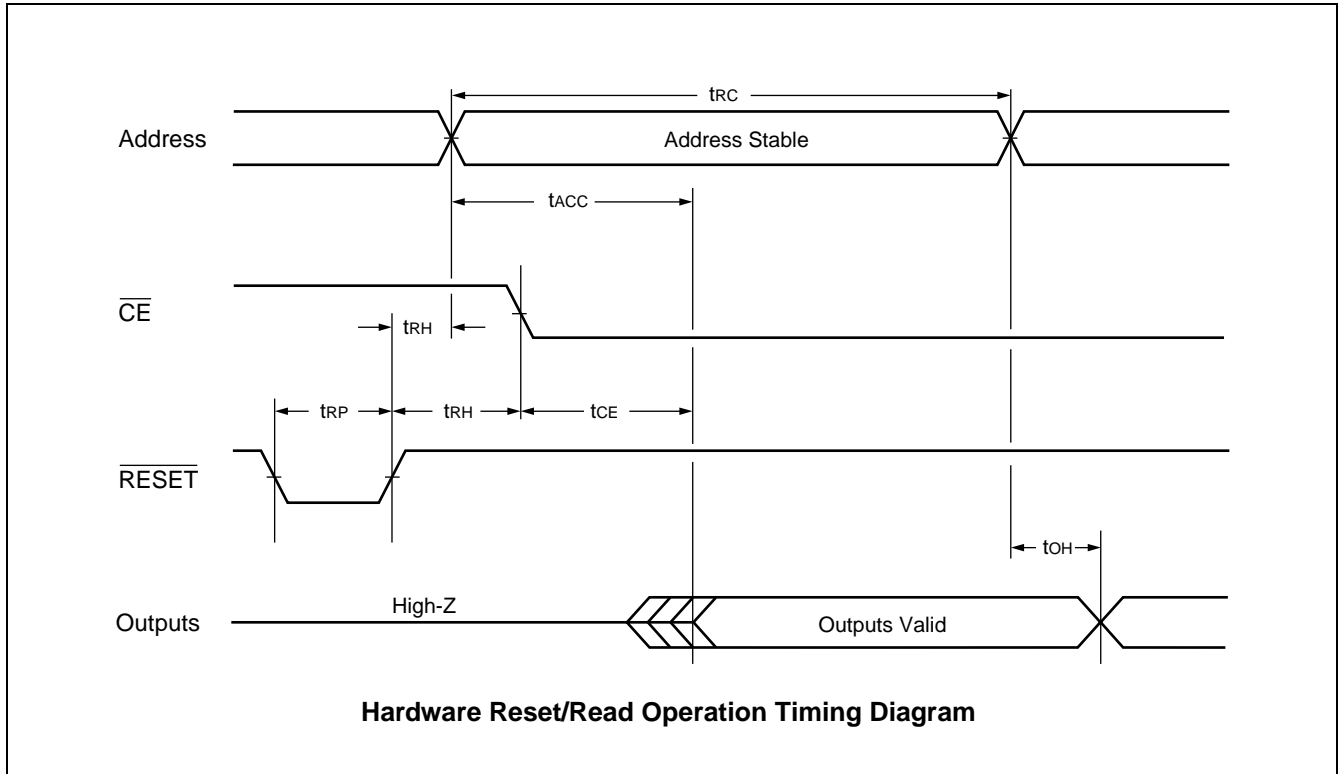 tRC
Address
Address Stable
tACC
CE
tRH
tRP
tRH
tCE
RESET
tOH
High-Z
Outputs
Outputs Valid
Hardware Reset/Read Operation Timing Diagram